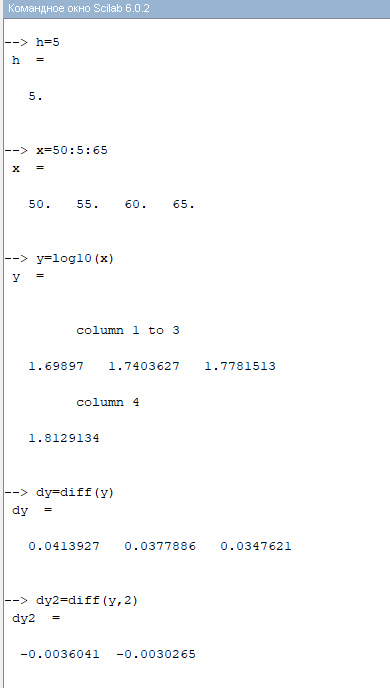 Командное окно Scilab 6.0.2
--> h=5
h  =
5.
--> x=50:5:65
x  =
50.   55.   60.   65.
--> y=log10(x)
y  =
column 1 to 3
1.69897   1.7403627   1.7781513
column 4
1.8129134
--> dy=diff(y)
dy  =
0.0413927   0.0377886   0.0347621
--> dy2=diff(y,2)
dy2  =
-0.0036041  -0.0030265